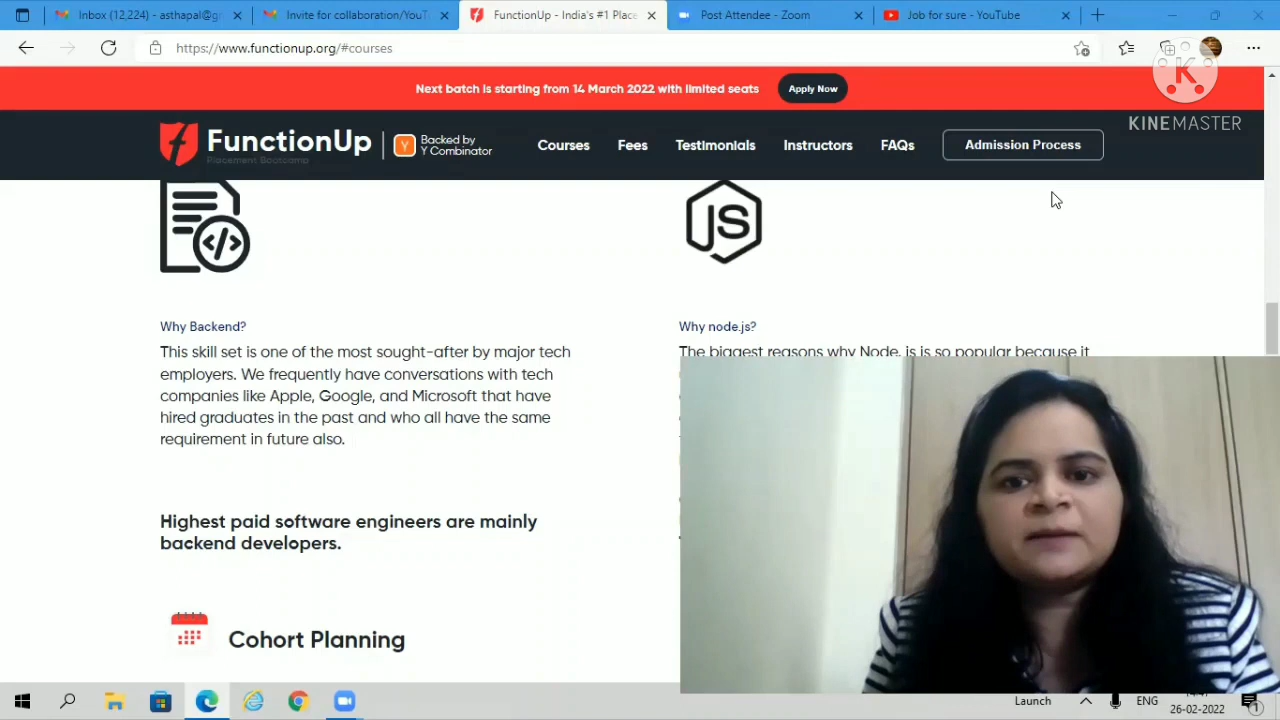 Inbox (12,224) - asthapal@gr
Invite for collaboration/YouTu
FunctionUp - India's #1 Place
Post Attendee - Zoom
Job for sure - YouTube
https://www.functionup.org/#courses
Next batch is starting from 14 March 2022 with limited seats
Apply Now
K
KINEMASTER
FunctionUp
Placement Bootcamp
Y
Backed by
Y Combinator
Courses
Fees
Testimonials
Instructors
FAQs
Admission Process
</>
JS
Why Backend?
This skill set is one of the most sought-after by major tech
employers. We frequently have conversations with tech
companies like Apple, Google, and Microsoft that have
hired graduates in the past and who all have the same
requirement in future also.
Why node.js?
The biggest reasons why Node. js is so popular because it
Highest paid software engineers are mainly
backend developers.
Cohort Planning
Launch
ENG
26-02-2022
1